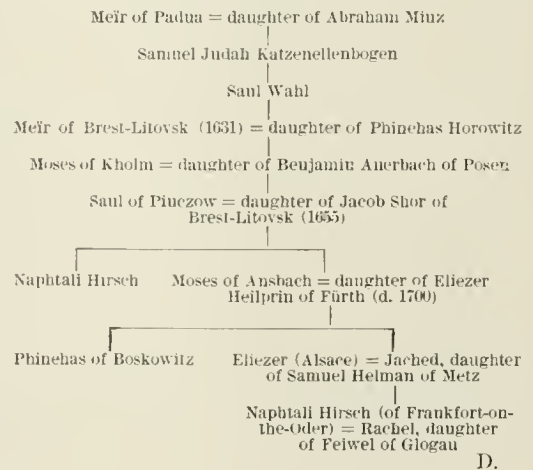 Meïr of Padua = daughter of Abraham Minz
Samuel Judah Katzenellenbogen
Saul Wahl
Meïr of Brest-Litovsk (1631) = daughter of Phinehas Horowitz
Moses of Kholm = daughter of Benjamin Auerbach of Posen
Saul of Pinczow = daughter of Jacob Shor of
Brest-Litovsk (1655)
Naphtali Hirsch Moses of Ansbach = daughter of Eliezer
Heilprin of Fürth (d. 1700)
Phinehas of Boskowitz Eliezer (Alsace) = Jached, daughter
of Samuel Helman of Metz
Naphtali Hirsch (of Frankfort-on-
the-Oder) = Rachel, daughter
of Feiwel of Glogau
D.